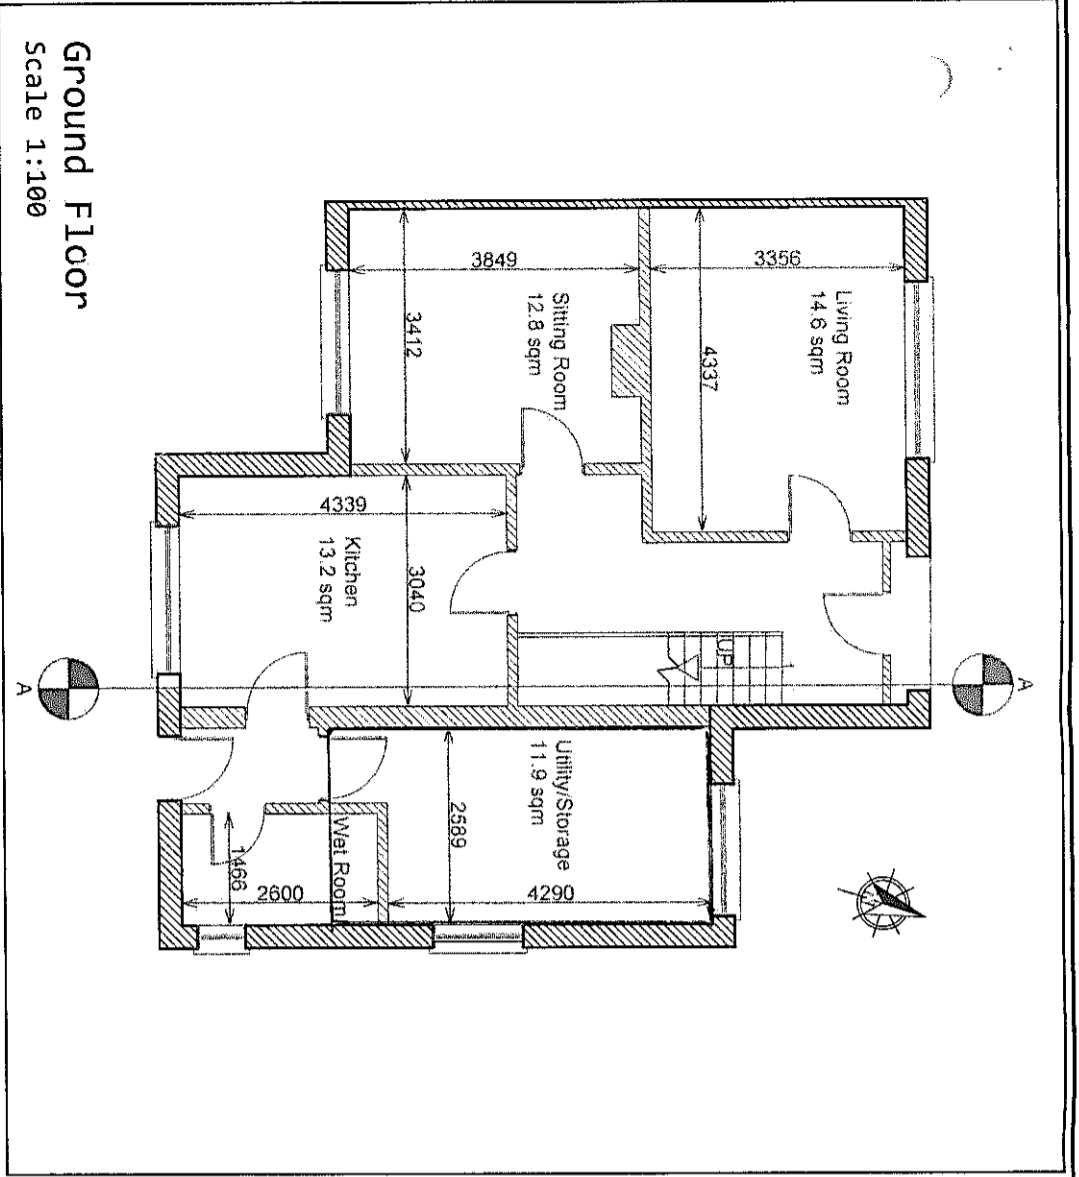 Ground Floor
Scale 1:100
Living Room
14.6 sqm
3356
4337
Sitting Room
12.8 sqm
3849
3412
Kitchen
13.2 sqm
4339
3040
UP
Utility/Storage
11.9 sqm
2589
4290
Wet Room
1466
2600
A
A